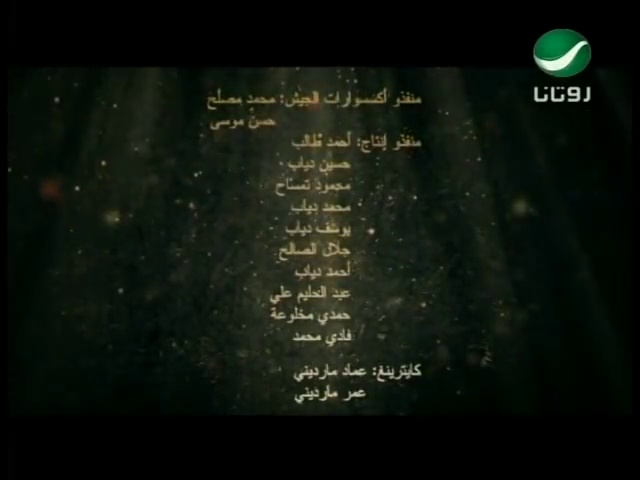 روتانا
منفذو أكسسوارات الجيش: محمد مصلح
حسن موسى
منفذو إنتاج: أحمد طالب
حسين دياب
محمود تمساح
محمد دياب
يوسف دياب
جلال الصالح
أحمد دياب
عبد الحليم علي
حمدي مخلوعة
فادي محمد
كايترينغ: عماد مارديني
عمر مارديني